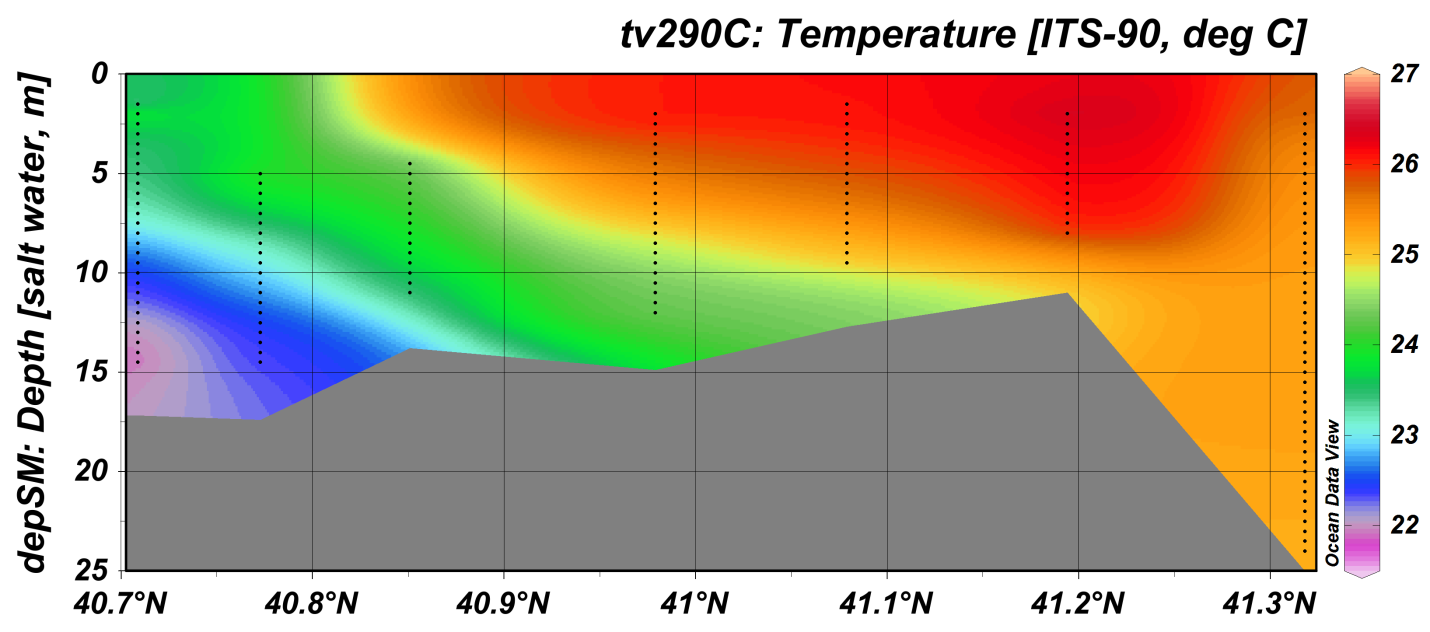 tv290C: Temperature [ITS-90, deg C]
depSM: Depth [salt water, m]
0
5
10
15
20
25
40.7°N
40.8°N
40.9°N
41°N
41.1°N
41.2°N
41.3°N
Ocean Data View
27
26
25
24
23
22